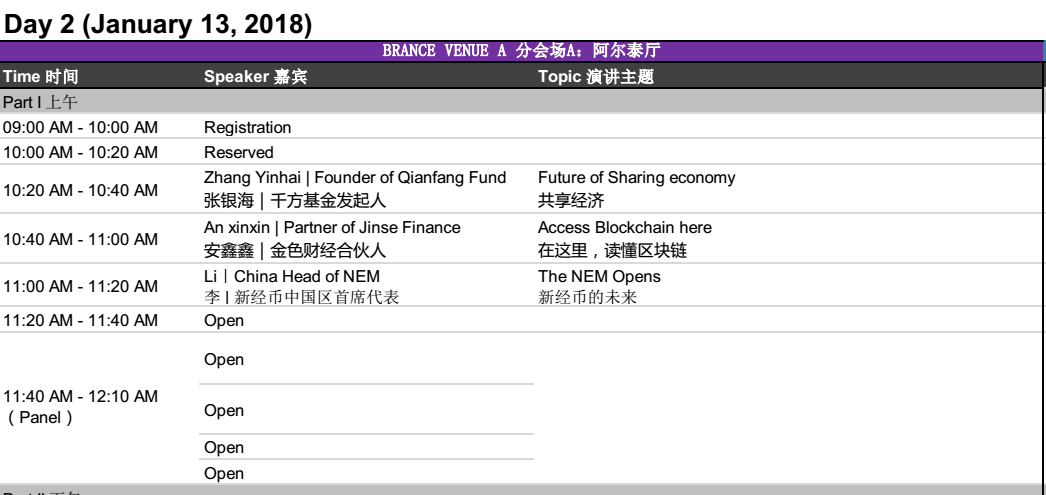 Day 2 (January 13, 2018)
BRANCE VENUE A 分会场A：阿尔泰厅
Time 时间 Speaker 嘉宾 Topic 演讲主题
Part I 上午
09:00 AM - 10:00 AM Registration
10:00 AM - 10:20 AM Reserved
10:20 AM - 10:40 AM Zhang Yinhai | Founder of Qianfang Fund Future of Sharing economy
张银海｜千方基金发起人 共享经济
10:40 AM - 11:00 AM An xinxin | Partner of Jinse Finance Access Blockchain here
安鑫鑫｜金色财经合伙人 在这里，读懂区块链
11:00 AM - 11:20 AM Li｜China Head of NEM The NEM Opens
李 I 新经币中国区首席代表 新经币的未来
11:20 AM - 11:40 AM Open
Open
11:40 AM - 12:10 AM
（Panel）
Open
Open
Open